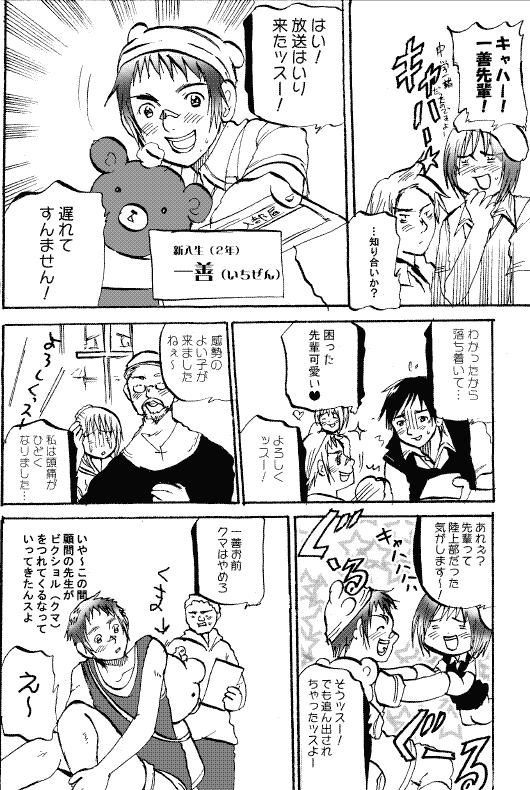 キャハー！
一善先輩！
キャハー☆
…知り合いか？
はい！
放送はいり
来たッスー！
遅れて
すんません！
新入生（２年）
一善（いちぜん）
わかったから
落ち着いて…
困った
先輩可愛い♥
よろしく
ッスー！
威勢の
よい子が
来ました
ねぇ〜
よろしくスー
私は頭痛が
ひどく
なりました…
あれぇ？
先輩って
陸上部だった
気がします！
キャハハハ
ぐる
ぐる
そうッスー！
でも追い出され
ちゃったッスよー
一善お前
クマはやめろ
くま→
いや〜この間
顧問の先生が
ビクショル（クマ）
をつれてくるなって
いってきたんスよ
え〜